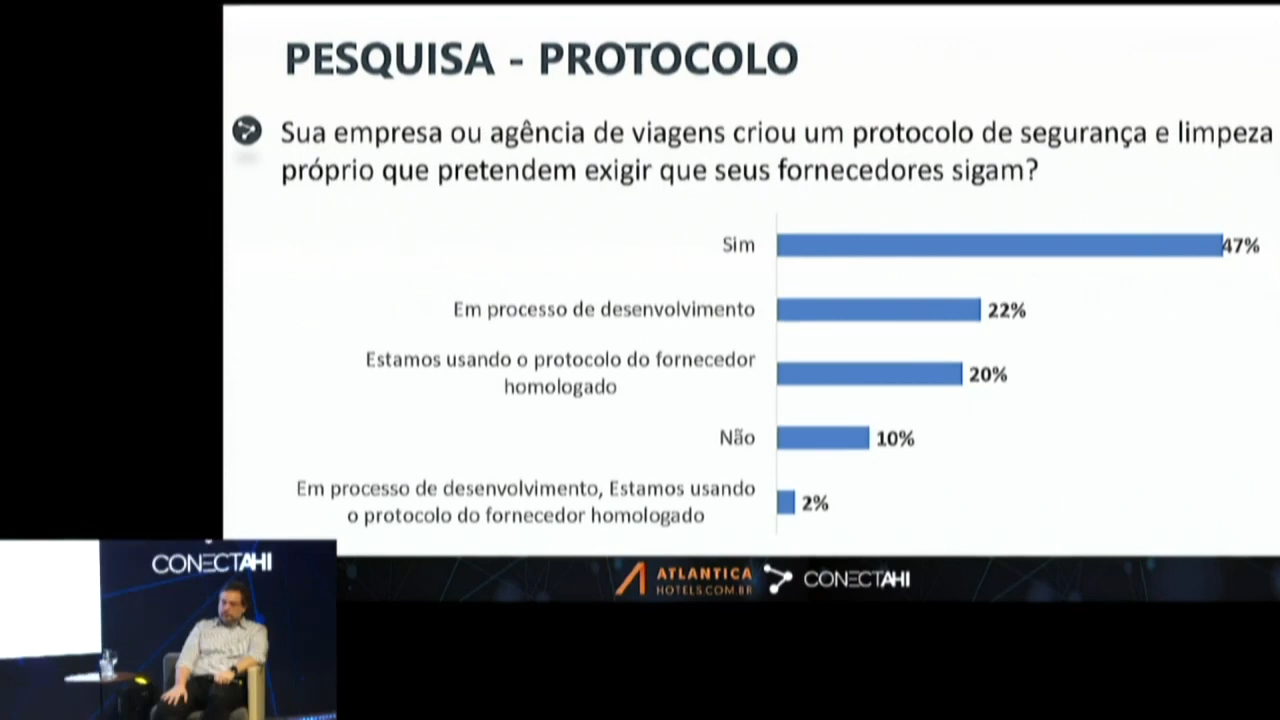 PESQUISA - PROTOCOLO
Sua empresa ou agência de viagens criou um protocolo de segurança e limpeza
próprio que pretendem exigir que seus fornecedores sigam?
Sim
47%
Em processo de desenvolvimento
22%
Estamos usando o protocolo do fornecedor
homologado
20%
Não
10%
Em processo de desenvolvimento, Estamos usando
o protocolo do fornecedor homologado
2%
CONECTAHI
ATLANTICA
HOTELS.COM.BR
CONECTAHI